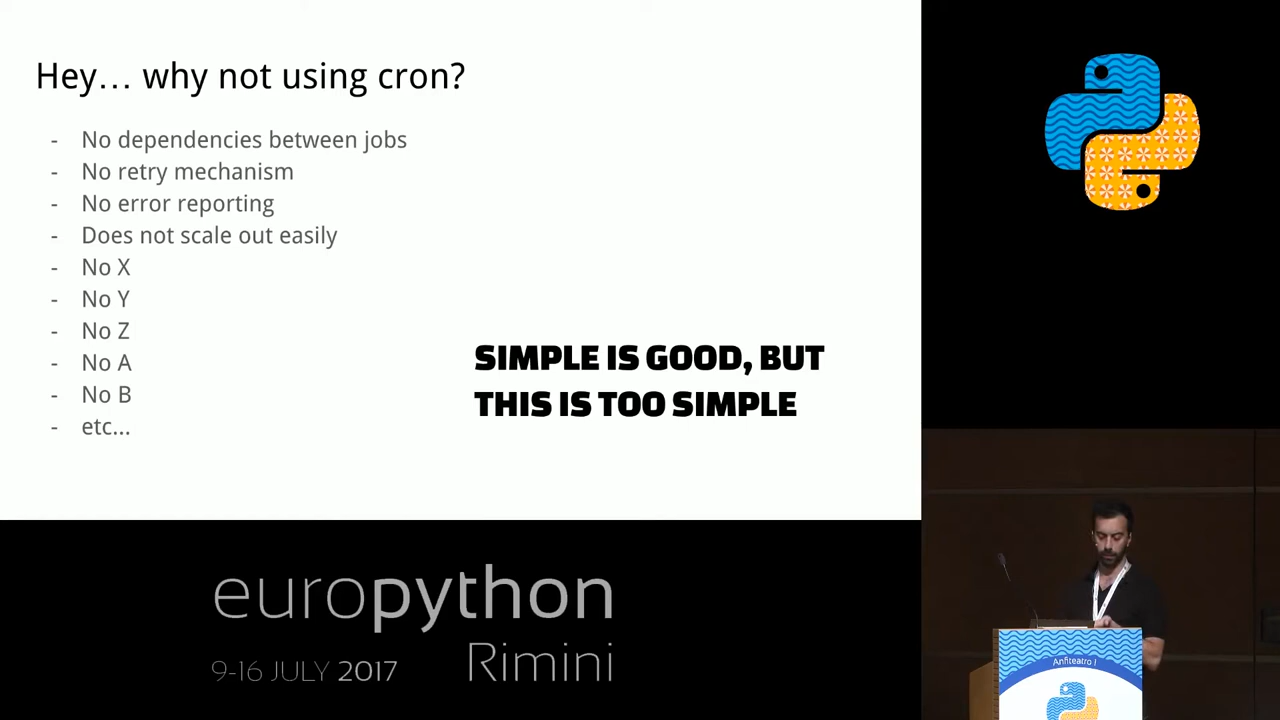 Hey… why not using cron?
- No dependencies between jobs
- No retry mechanism
- No error reporting
- Does not scale out easily
- No X
- No Y
- No Z
- No A
- No B
- etc...
SIMPLE IS GOOD, BUT
THIS IS TOO SIMPLE
europython
9-16 JULY 2017 Rimini
Anfiteatro 1